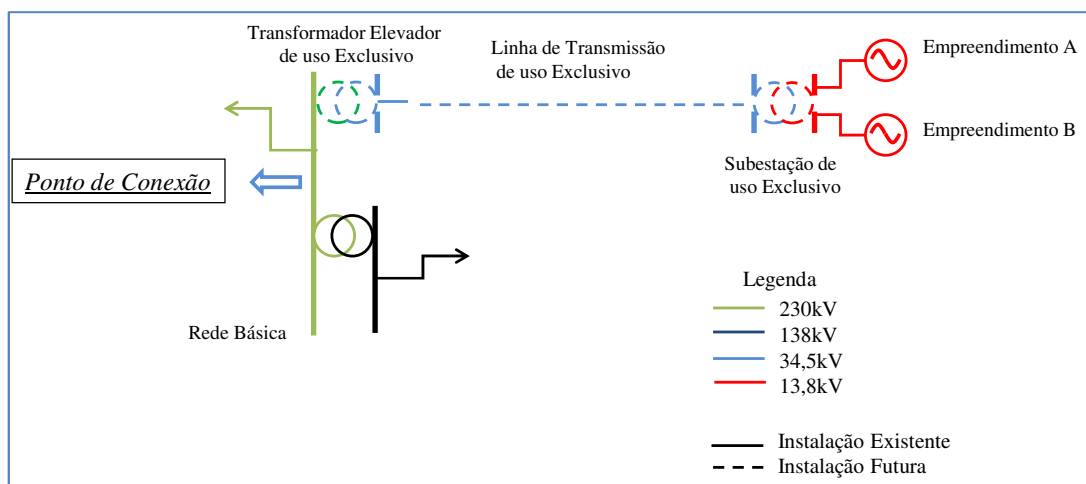 Transformador Elevador
de uso Exclusivo
Linha de Transmissão
de uso Exclusivo
Empreendimento A
Empreendimento B
Subestação de
uso Exclusivo
Ponto de Conexão
Rede Básica
Legenda
230kV
138kV
34,5kV
13,8kV
Instalação Existente
Instalação Futura